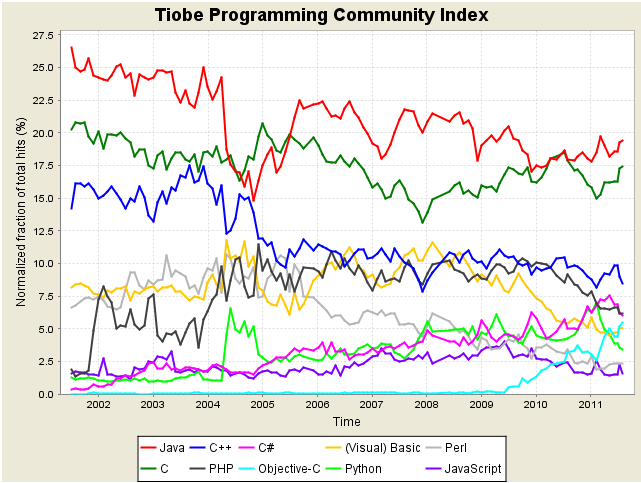 Tiobe Programming Community Index
Normalized fraction of total hits (%)
27.5
25.0
22.5
20.0
17.5
15.0
12.5
10.0
7.5
5.0
2.5
0.0
2002 2003 2004 2005 2006 2007 2008 2009 2010 2011
Time
Java C++ C# (Visual) Basic Perl
C PHP Objective-C Python JavaScript